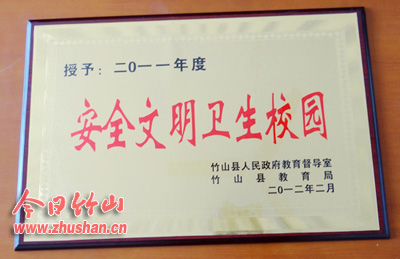 授予：二0一一年度
安全文明卫生校园
竹山县人民政府教育督导室
竹山县教育局
二0一二年二月
今日竹山
www.zhushan.cn